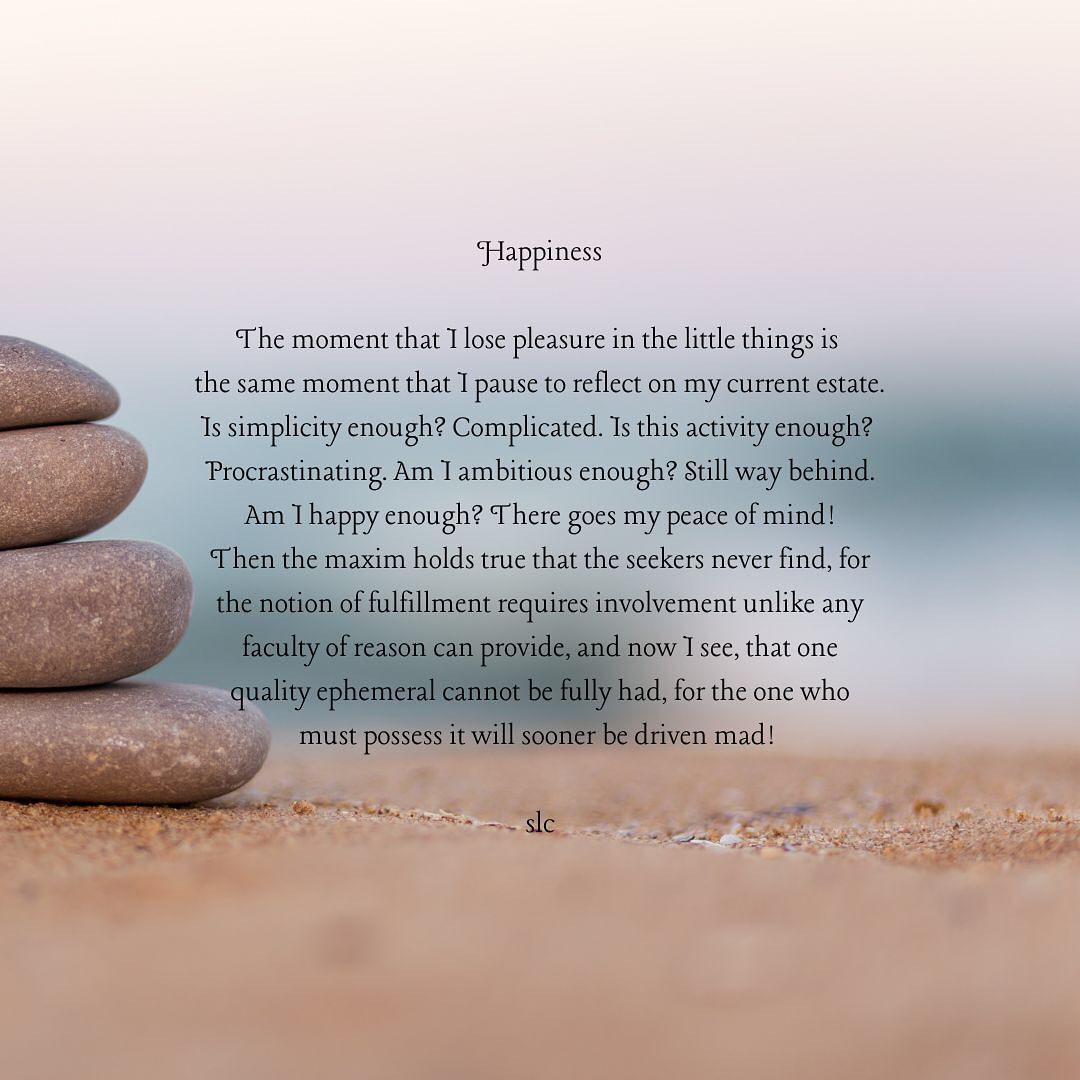 Happiness
The moment that I lose pleasure in the little things is
the same moment that I pause to reflect on my current estate.
Is simplicity enough? Complicated. Is this activity enough?
Procrastinating. Am I ambitious enough? Still way behind.
Am I happy enough? There goes my peace of mind!
Then the maxim holds true that the seekers never find, for
the notion of fulfillment requires involvement unlike any
faculty of reason can provide, and now I see, that one
quality ephemeral cannot be fully had, for the one who
must possess it will sooner be driven mad!
slc